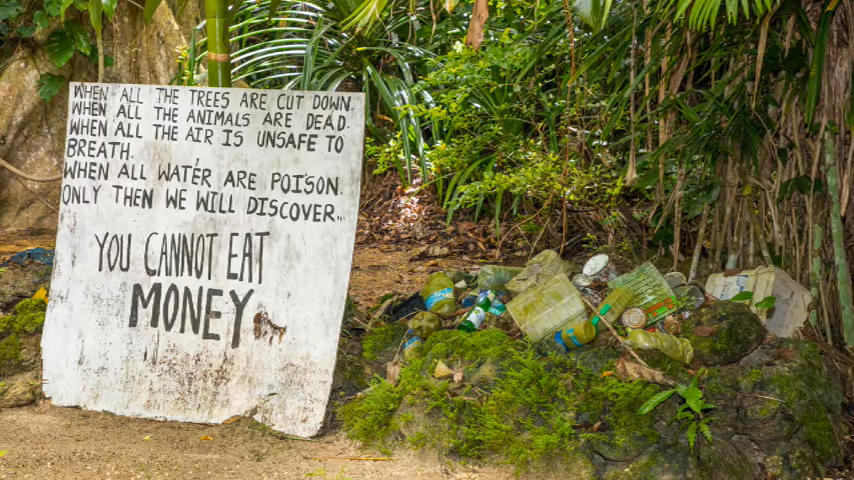 WHEN ALL THE TREES ARE CUT DOWN.
WHEN ALL THE ANIMALS ARE DEAD.
WHEN ALL THE AIR IS UNSAFE TO
BREATH.
WHEN ALL WATER ARE POISON.
ONLY THEN WE WILL DISCOVER..
YOU CANNOT EAT
MONEY